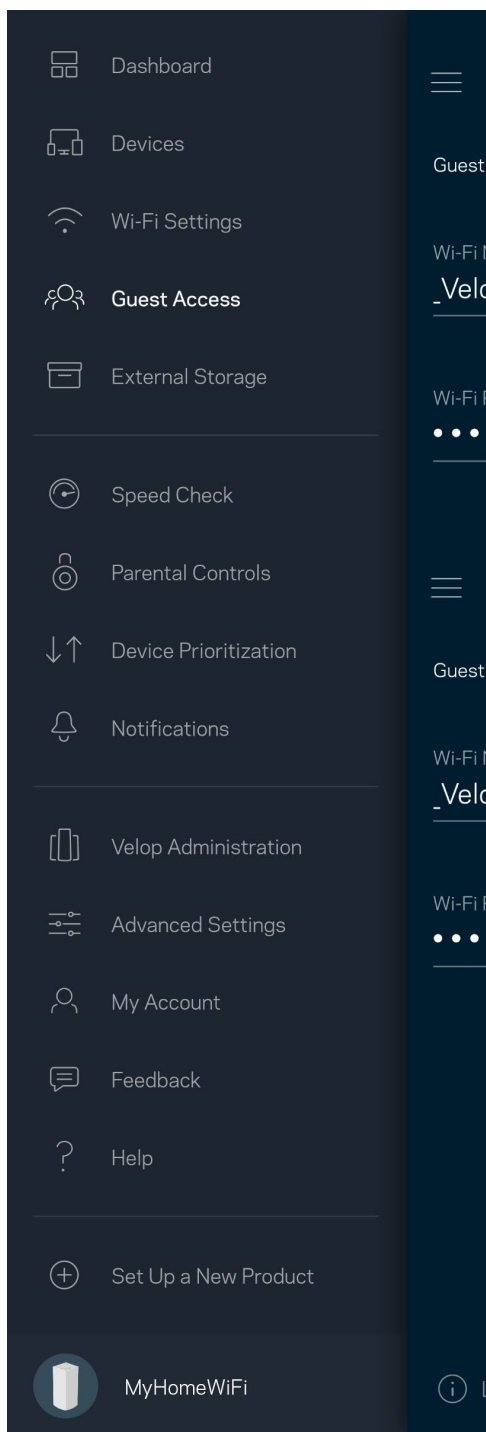 Dashboard
Devices
Wi-Fi Settings
Guest Access
External Storage
Speed Check
Parental Controls
Device Prioritization
Notifications
Velop Administration
Advanced Settings
My Account
Feedback
Help
Set Up a New Product
MyHomeWiFi
Guest
Wi-Fi
_Velo
Wi-Fi
Guest
Wi-Fi
_Velo
Wi-Fi